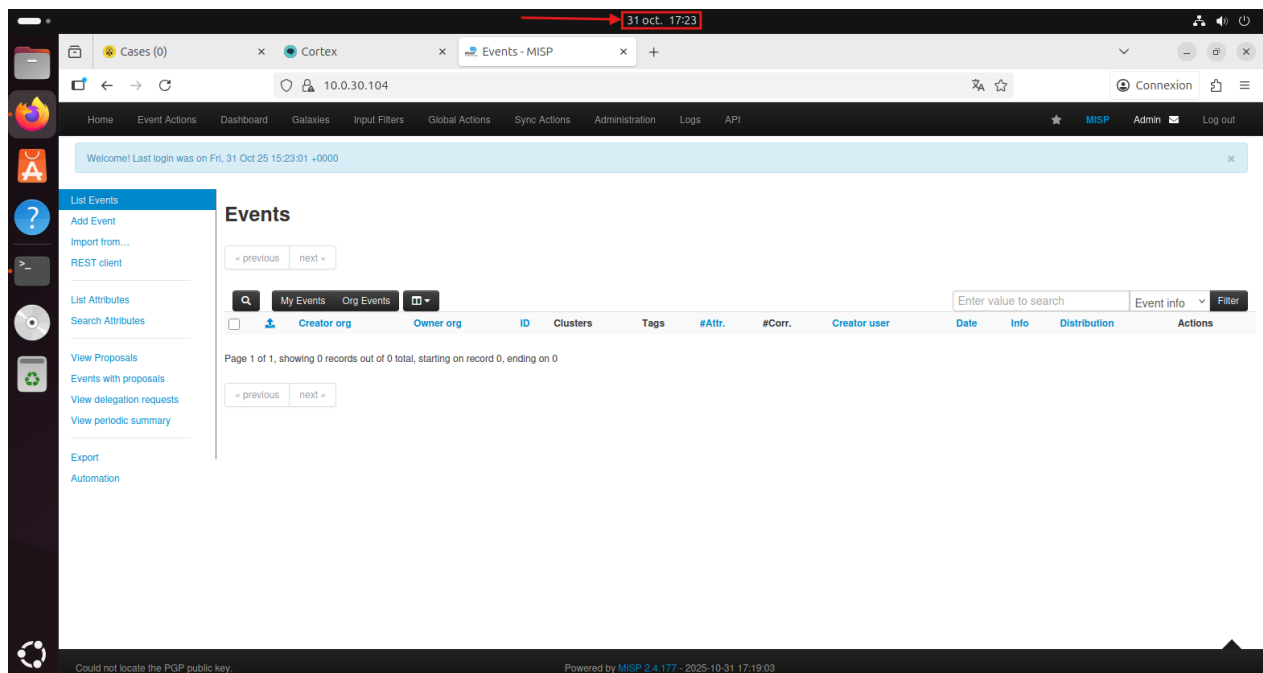 31 oct. 17:23
Cases (0)
Cortex
Events - MISP
10.0.30.104
Connexion
Home Event Actions Dashboard Galaxies Input Filters Global Actions Sync Actions Administration Logs API MISP Admin Log out
Welcome! Last login was on Fri, 31 Oct 25 15:23:01 +0000
List Events
Add Event
Import from…
REST client
List Attributes
Search Attributes
View Proposals
Events with proposals
View delegation requests
View periodic summary
Export
Automation
Events
« previous next »
My Events Org Events Enter value to search Event info Filter
Creator org Owner org ID Clusters Tags #Attr. #Corr. Creator user Date Info Distribution Actions
Page 1 of 1, showing 0 records out of 0 total, starting on record 0, ending on 0
« previous next »
Could not locate the PGP public key. Powered by MISP 2.4.177 - 2025-10-31 17:19:03